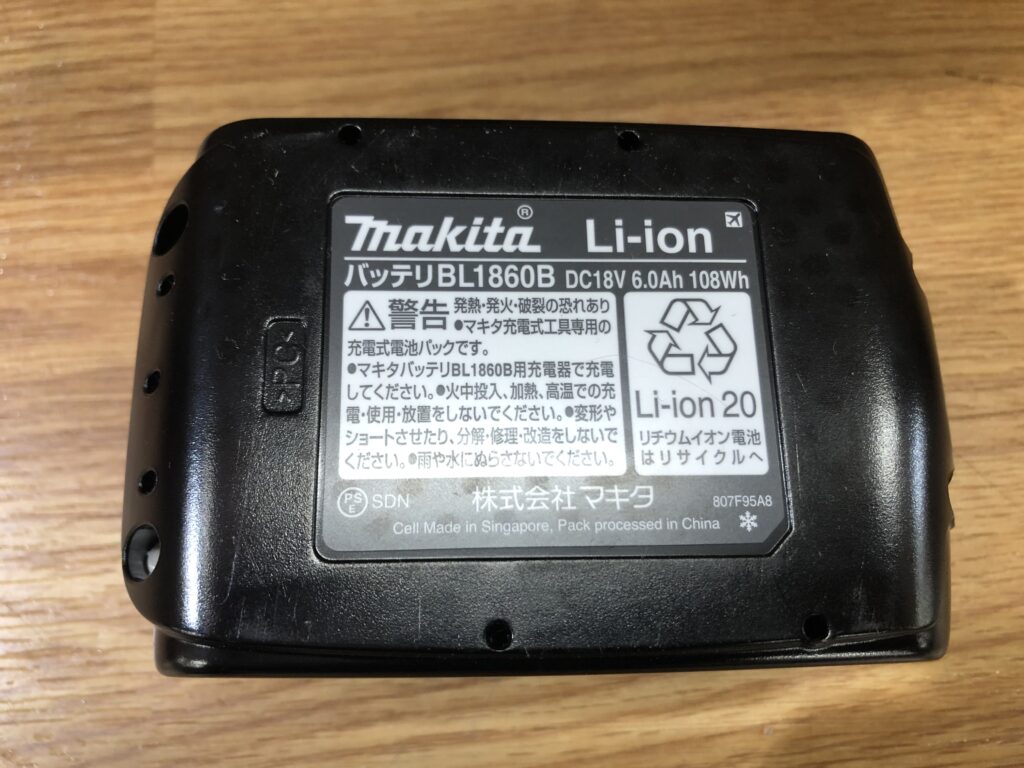 makita® Li-ion
バッテリBL1860B DC18V 6.0Ah 108Wh
警告 発熱・発火・破裂の恐れあり
●マキタ充電式工具専用の
充電式電池パックです。
●マキタバッテリBL1860B用充電器で充電
してください。●火中投入、加熱、高温での充
電・使用・放置をしないでください。●変形や
ショートさせたり、分解・修理・改造をしないで
ください。●雨や水にぬらさないでください。
Li-ion 20
リチウムイオン電池
はリサイクルへ
PS
E
SDN
株式会社マキタ
807F95A8
Cell Made in Singapore, Pack processed in China
>PC<